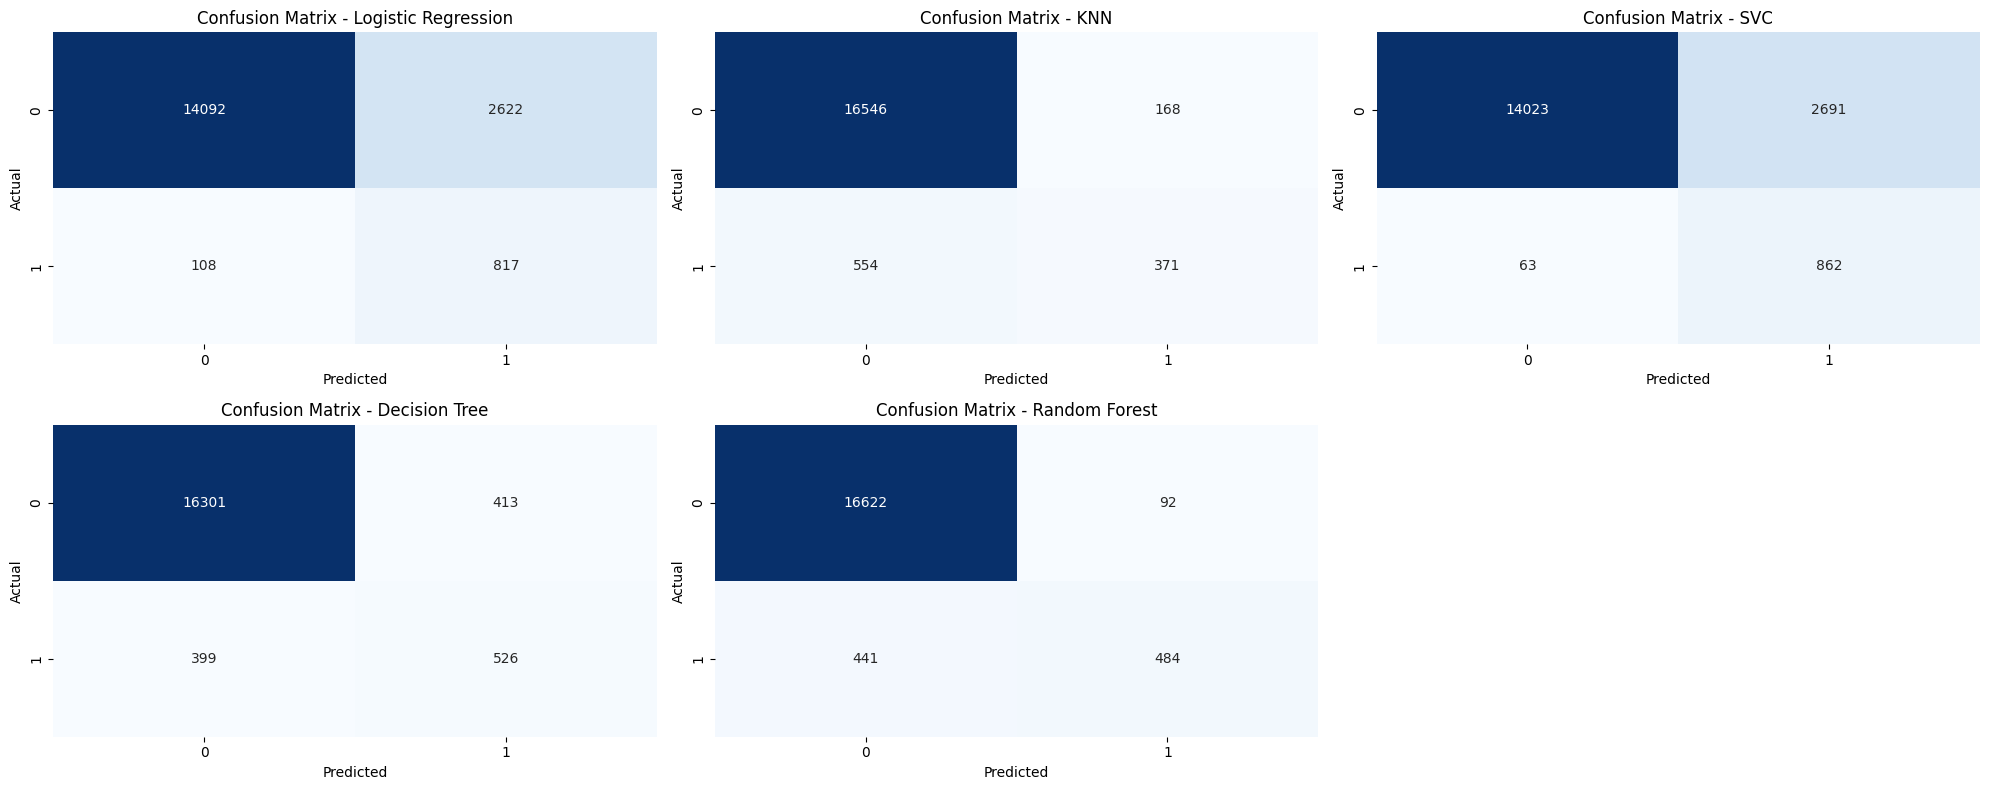 Confusion Matrix - Logistic Regression
0
14092
2622
Actual
1
108
817
0
1
Predicted
Confusion Matrix - KNN
0
16546
168
Actual
1
554
371
0
1
Predicted
Confusion Matrix - SVC
0
14023
2691
Actual
1
63
862
0
1
Predicted
Confusion Matrix - Decision Tree
0
16301
413
Actual
1
399
526
0
1
Predicted
Confusion Matrix - Random Forest
0
16622
92
Actual
1
441
484
0
1
Predicted